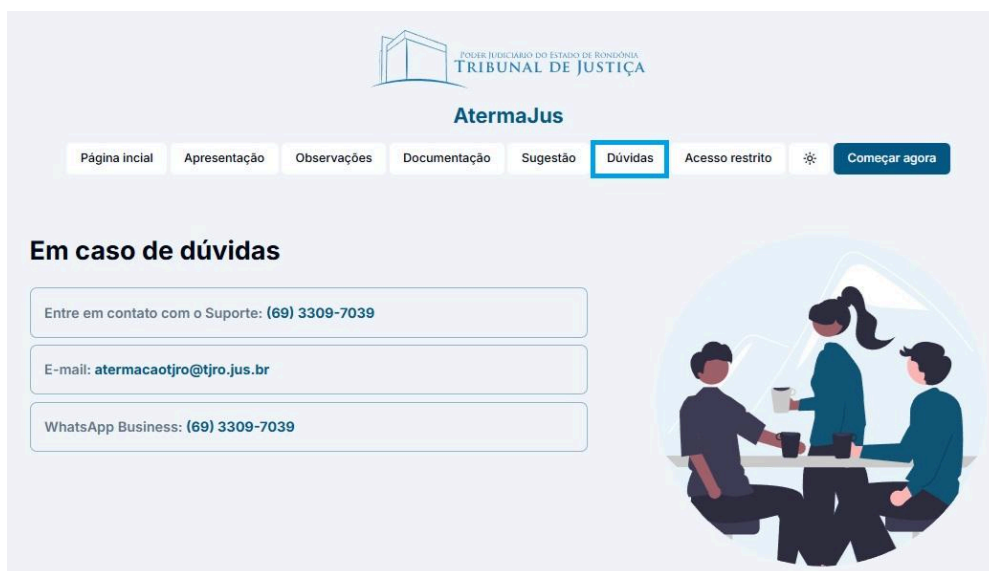 PODER JUDICIÁRIO DO ESTADO DE RONDÔNIA
TRIBUNAL DE JUSTIÇA
AtermaJus
Página incial
Apresentação
Observações
Documentação
Sugestão
Dúvidas
Acesso restrito
Começar agora
Em caso de dúvidas
Entre em contato com o Suporte: (69) 3309-7039
E-mail: atermacaotjro@tjro.jus.br
WhatsApp Business: (69) 3309-7039